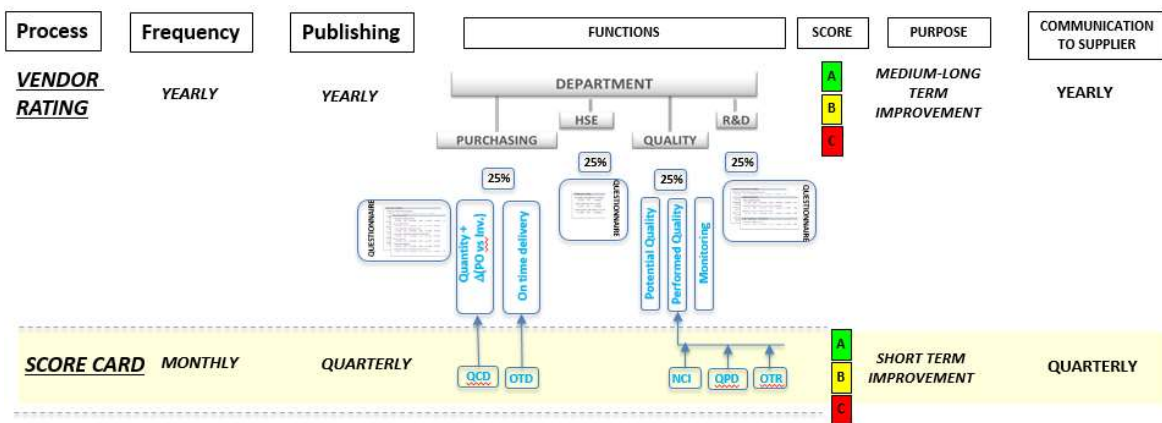 Process
Frequency
Publishing
FUNCTIONS
SCORE
PURPOSE
COMMUNICATION
TO SUPPLIER
VENDOR
RATING
YEARLY
YEARLY
DEPARTMENT
HSE
R&D
PURCHASING
QUALITY
A
B
C
MEDIUM-LONG
TERM
IMPROVEMENT
YEARLY
25%
25%
25%
25%
QUESTIONNAIRE
Quantity +
Δ(PO vs Inv.)
On time delivery
QUESTIONNAIRE
Potential Quality
Performed Quality
Monitoring
QUESTIONNAIRE
SCORE CARD
MONTHLY
QUARTERLY
QCD
OTD
NCI
QPD
OTR
A
B
C
SHORT TERM
IMPROVEMENT
QUARTERLY